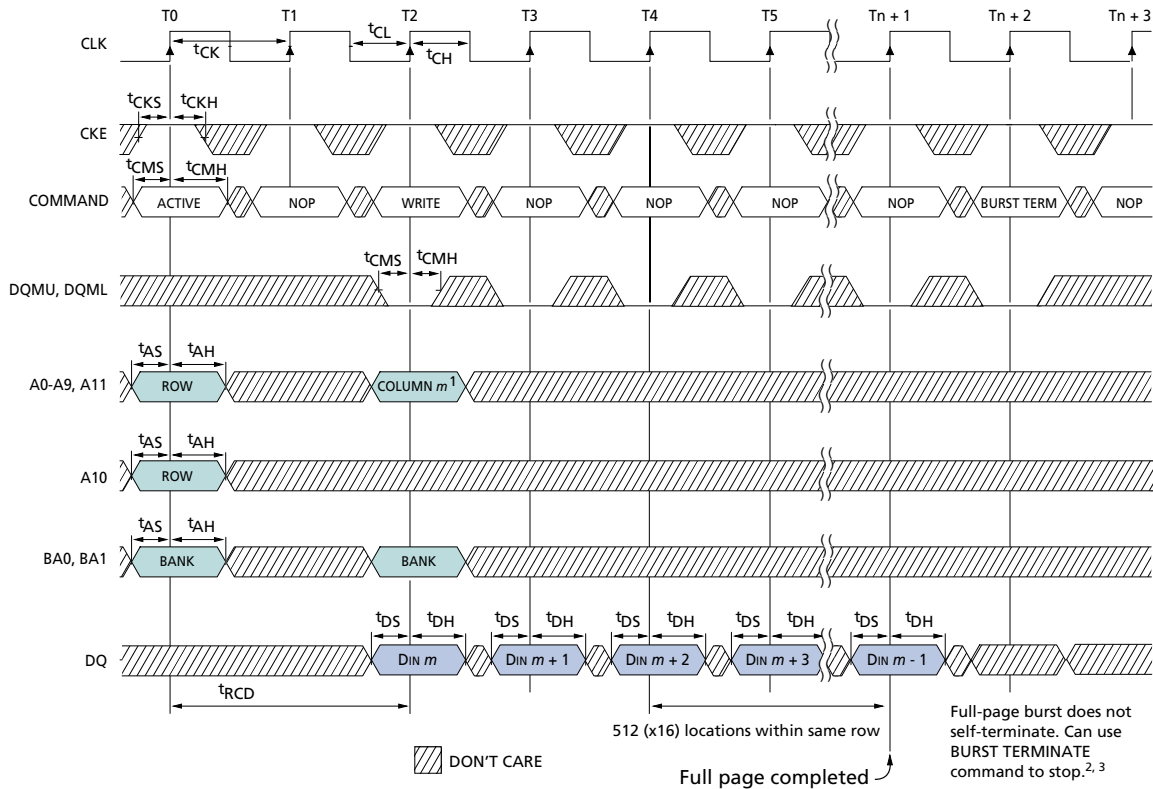 T0 T1 T2 T3 T4 T5 Tn + 1 Tn + 2 Tn + 3
CLK
tCK tCL tCH
tCKS tCKH
CKE
tCMS tCMH
COMMAND ACTIVE NOP WRITE NOP NOP NOP NOP BURST TERM NOP
tCMS tCMH
DQMU, DQML
tAS tAH
A0-A9, A11 ROW COLUMN m1
tAS tAH
A10 ROW
tAS tAH
BA0, BA1 BANK BANK
tDS tDH tDS tDH tDS tDH tDS tDH tDS tDH
DQ DIN m DIN m + 1 DIN m + 2 DIN m + 3 DIN m - 1
tRCD
512 (x16) locations within same row
Full-page burst does not
self-terminate. Can use
BURST TERMINATE
command to stop.2, 3
DON'T CARE
Full page completed